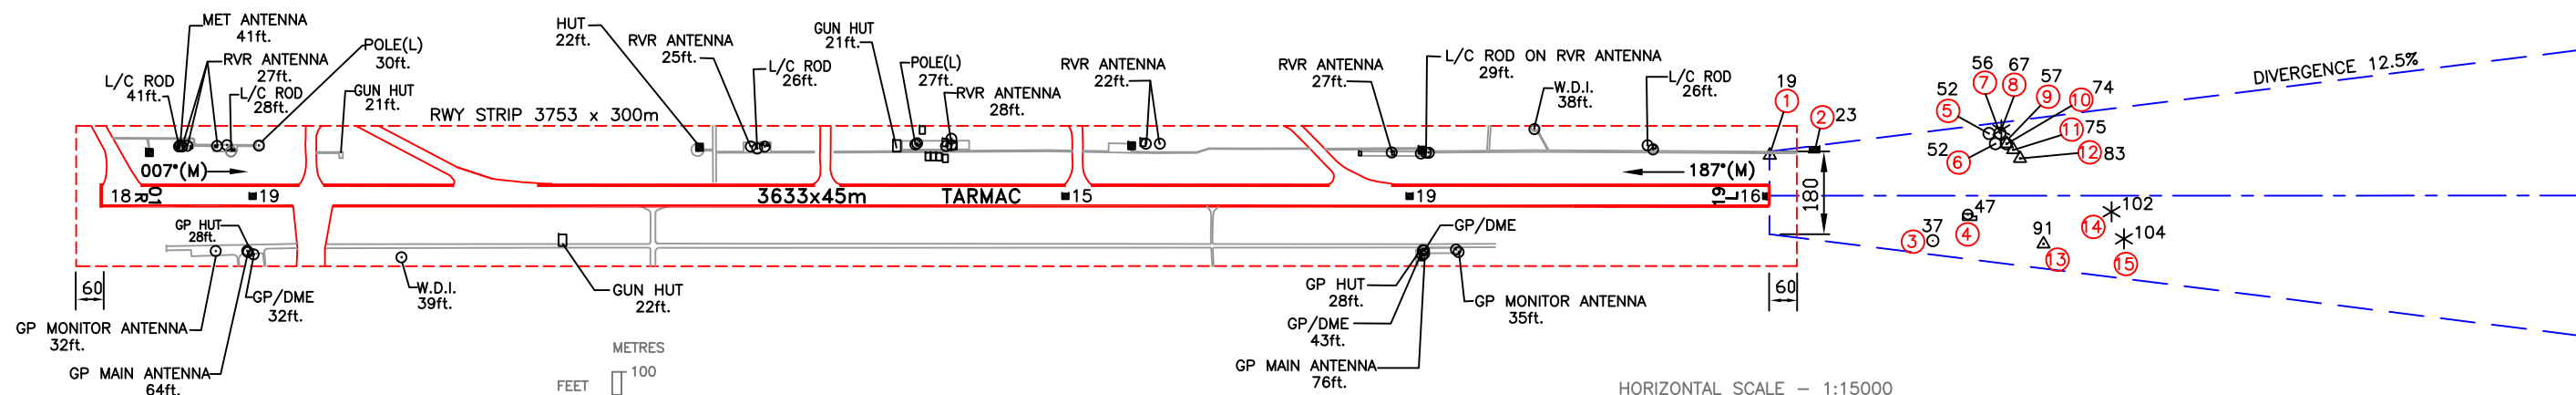 MET ANTENNA
41ft.
RVR ANTENNA
27ft.
L/C ROD
41ft.
L/C ROD
28ft.
POLE(L)
30ft.
GUN HUT
21ft.
HUT
22ft.
RVR ANTENNA
25ft.
L/C ROD
26ft.
GUN HUT
21ft.
POLE(L)
27ft.
RVR ANTENNA
28ft.
RVR ANTENNA
22ft.
RVR ANTENNA
27ft.
L/C ROD ON RVR ANTENNA
29ft.
W.D.I.
38ft.
L/C ROD
26ft.
19
1
2 23
56
7
67
8
57
9
74
10
52
5
11 75
12 83
52
6
DIVERGENCE 12.5%
RWY STRIP 3753 x 300m
007°(M)
187°(M)
18
01
R
19
3633x45m
TARMAC
15
19
19
L
16
180
37
3
47
4
91
13
102
14
104
15
GP HUT
28ft.
GP/DME
32ft.
GP MONITOR ANTENNA
32ft.
GP MAIN ANTENNA
64ft.
W.D.I.
39ft.
GUN HUT
22ft.
GP/DME
GP HUT
28ft.
GP/DME
43ft.
GP MAIN ANTENNA
76ft.
GP MONITOR ANTENNA
35ft.
60
60
METRES
FEET
100
HORIZONTAL SCALE – 1:15000